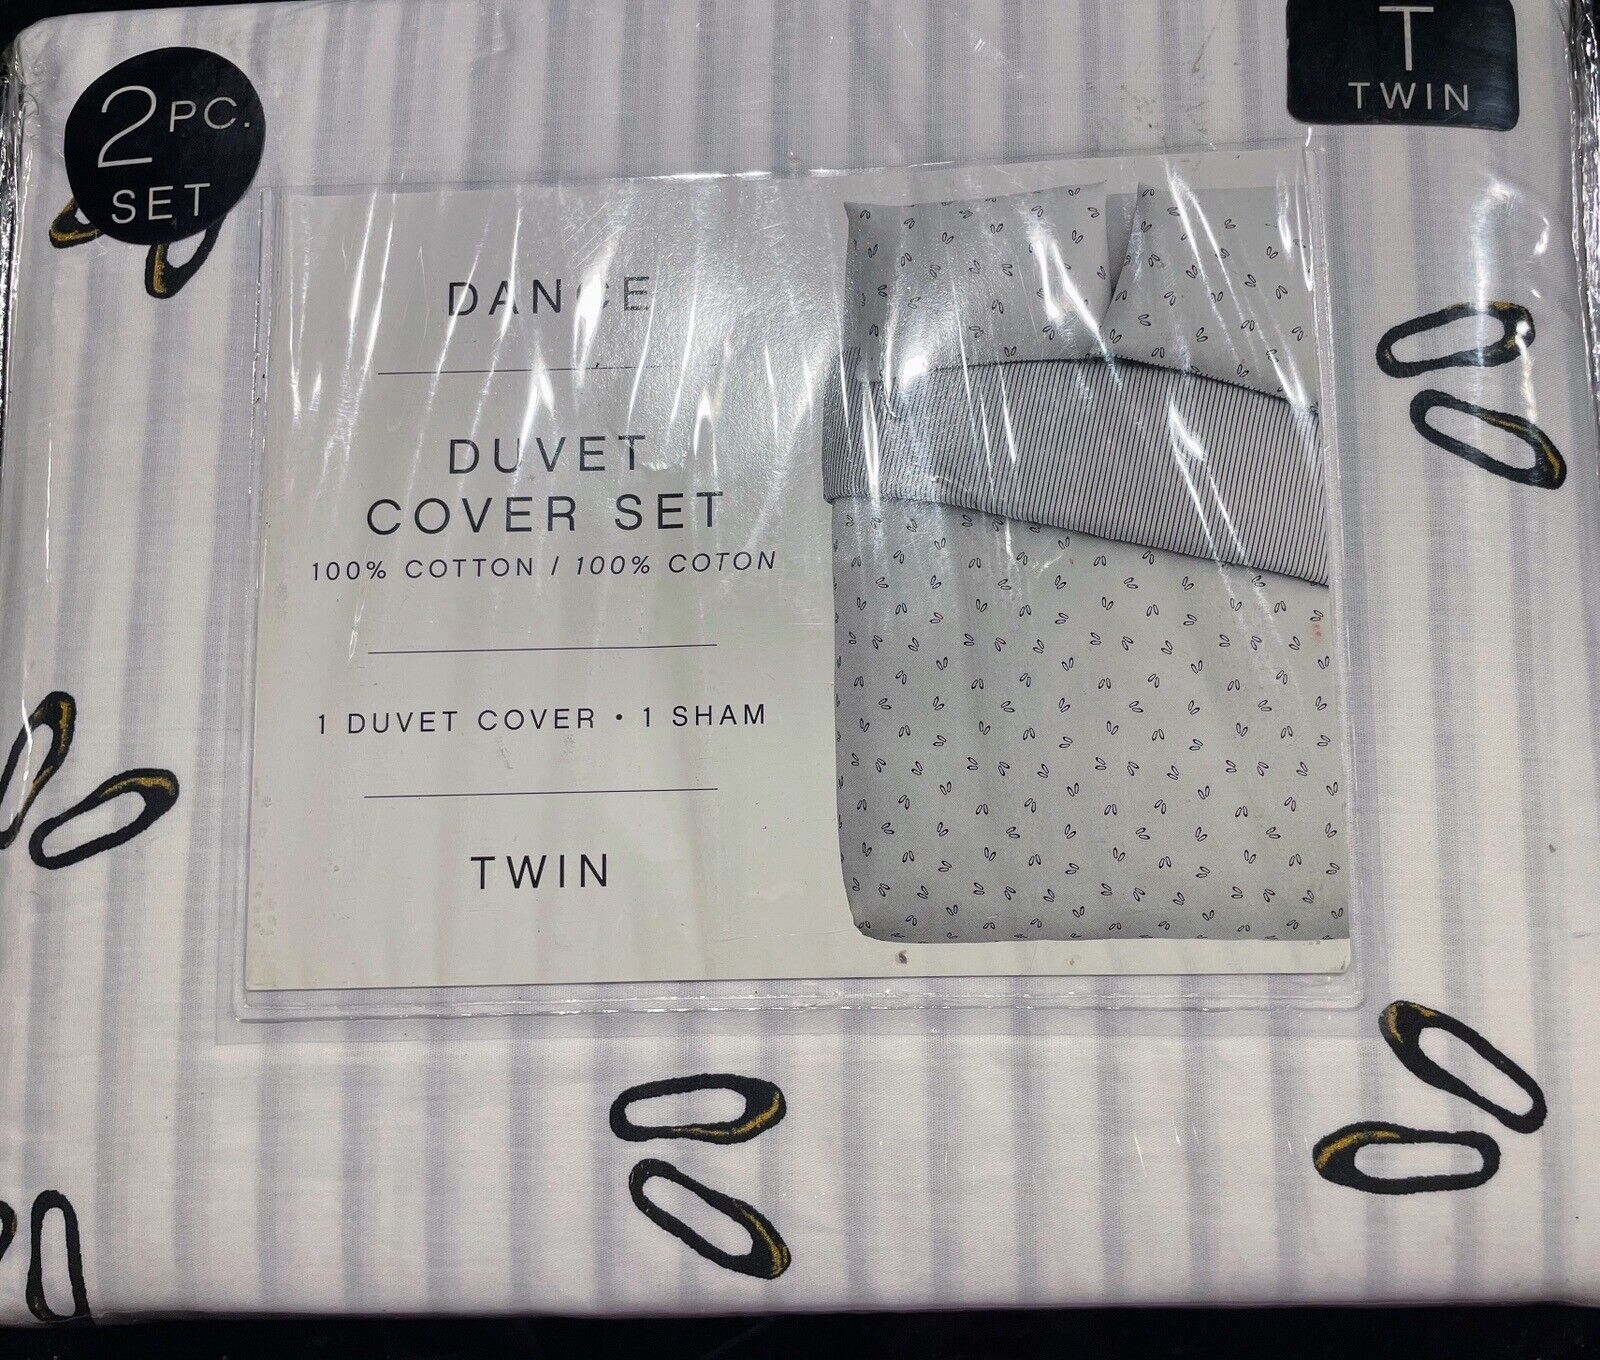 2 PC.
SET
T
TWIN
DANCE
DUVET
COVER SET
100% COTTON / 100% COTON
1 DUVET COVER • 1 SHAM
TWIN